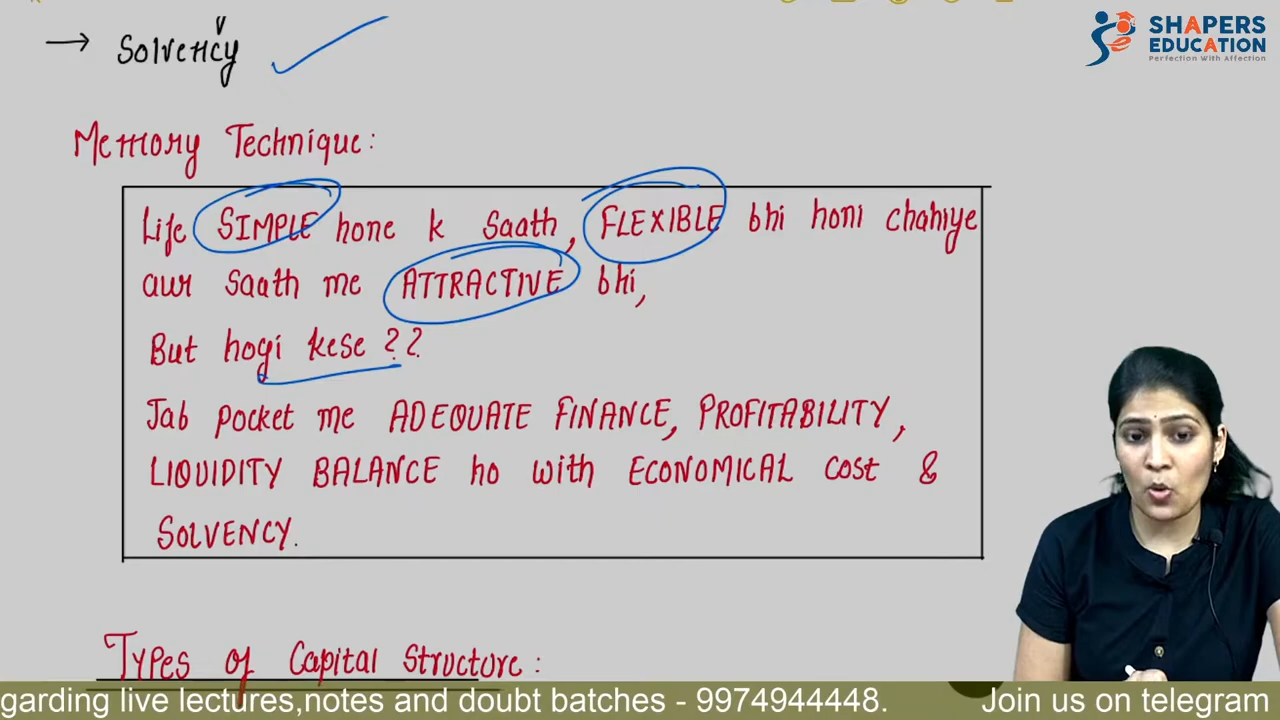 SHAPERS
EDUCATION
Perfection With Affection
→ Solvency
Memory Technique:
Life SIMPLE hone k saath, FLEXIBLE bhi honi chahiye
aur saath me ATTRACTIVE bhi,
But hogi kese ??
Jab pocket me ADEQUATE FINANCE, PROFITABILITY,
LIQUIDITY BALANCE ho with ECONOMICAL cost &
SOLVENCY.
Types of Capital Structure:
garding live lectures,notes and doubt batches - 9974944448. Join us on telegram